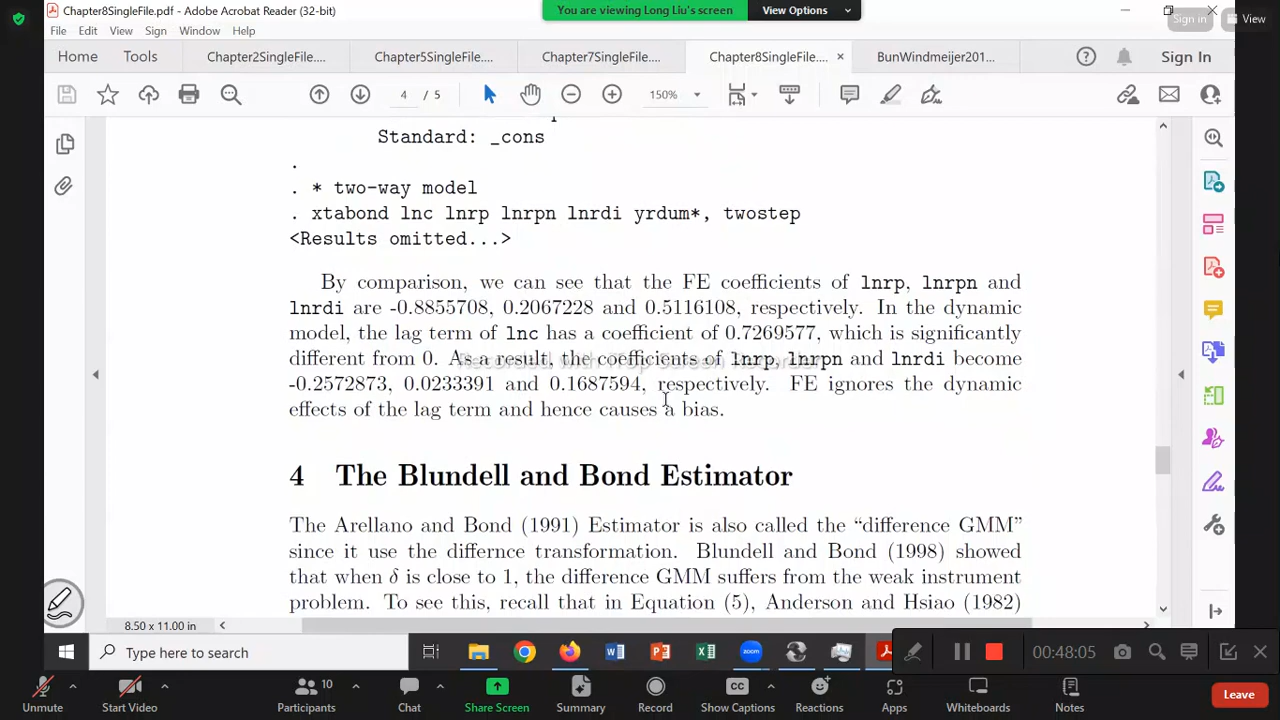 Chapter8SingleFile.pdf - Adobe Acrobat Reader (32-bit)
You are viewing Long Liu's screen
View Options
Sign in
View
File Edit View Sign Window Help
Home Tools Chapter2SingleFile.... Chapter5SingleFile.... Chapter7SingleFile.... Chapter8SingleFile.... × BunWindmeijer201... Sign In
4 / 5 150%
Standard: _cons
.
. * two-way model
. xtabond lnc lnrp lnrpn lnrdi yrdum*, twostep
<Results omitted...>
By comparison, we can see that the FE coefficients of lnrp, lnrpn and
lnrdi are -0.8855708, 0.2067228 and 0.5116108, respectively. In the dynamic
model, the lag term of lnc has a coefficient of 0.7269577, which is significantly
different from 0. As a result, the coefficients of lnrp, lnrpn and lnrdi become
-0.2572873, 0.0233391 and 0.1687594, respectively. FE ignores the dynamic
effects of the lag term and hence causes a bias.
4 The Blundell and Bond Estimator
The Arellano and Bond (1991) Estimator is also called the “difference GMM”
since it use the differnce transformation. Blundell and Bond (1998) showed
that when δ is close to 1, the difference GMM suffers from the weak instrument
problem. To see this, recall that in Equation (5), Anderson and Hsiao (1982)
8.50 x 11.00 in
Type here to search
zoom
00:48:05
Unmute Start Video Participants 10 Chat Share Screen Summary Record Show Captions Reactions Apps Whiteboards Notes Leave